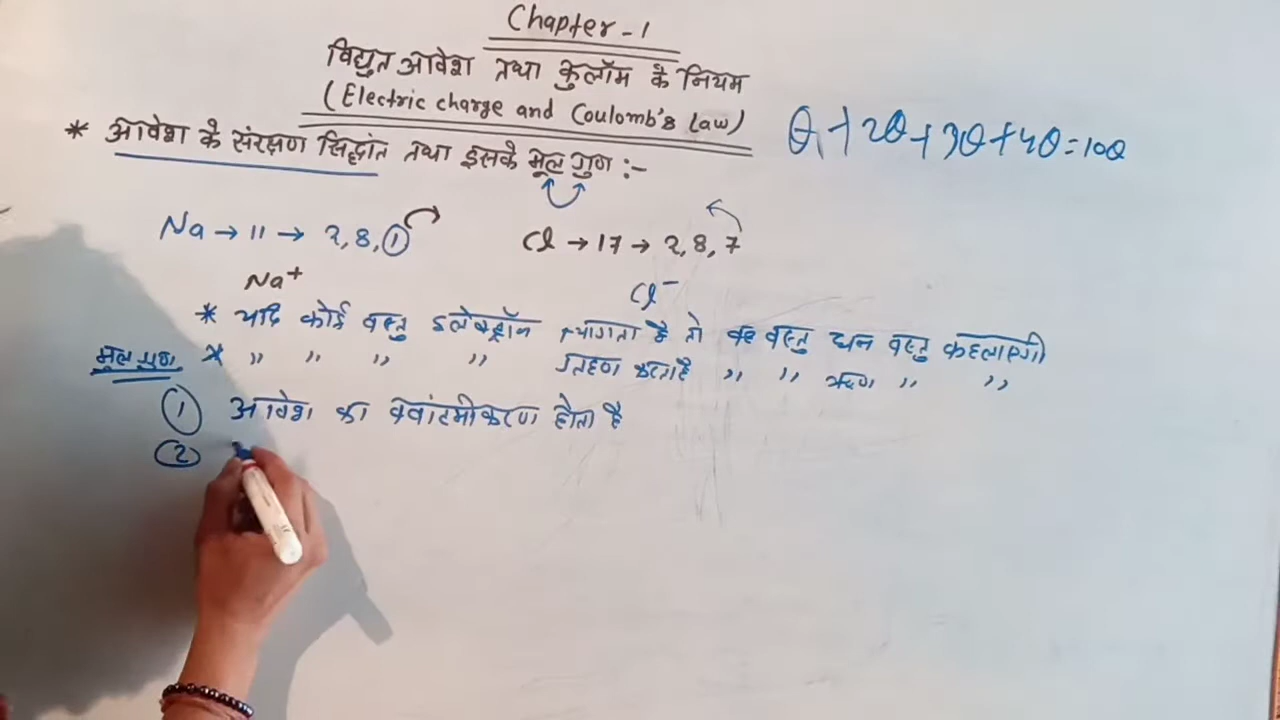 Chapter-1
विद्युत आवेश तथा कुलॉम के नियम
(Electric charge and Coulomb's Law)
* आवेश के संरक्षण सिद्धांत तथा इसके मूल गुण :-
Q + 2Q + 3Q + 4Q = 10Q
Na → 11 → 2, 8, 1
Cl → 17 → 2, 8, 7
Na⁺
Cl⁻
* यदि कोई वस्तु इलेक्ट्रॉन त्यागता है तो वह वस्तु धन वस्तु कहलाएगी
* ,, ,, ,, ,, ग्रहण करता है ,, ,, ऋण ,, ,,
मूल गुण
① आवेश का क्वांटमीकरण होता है
②